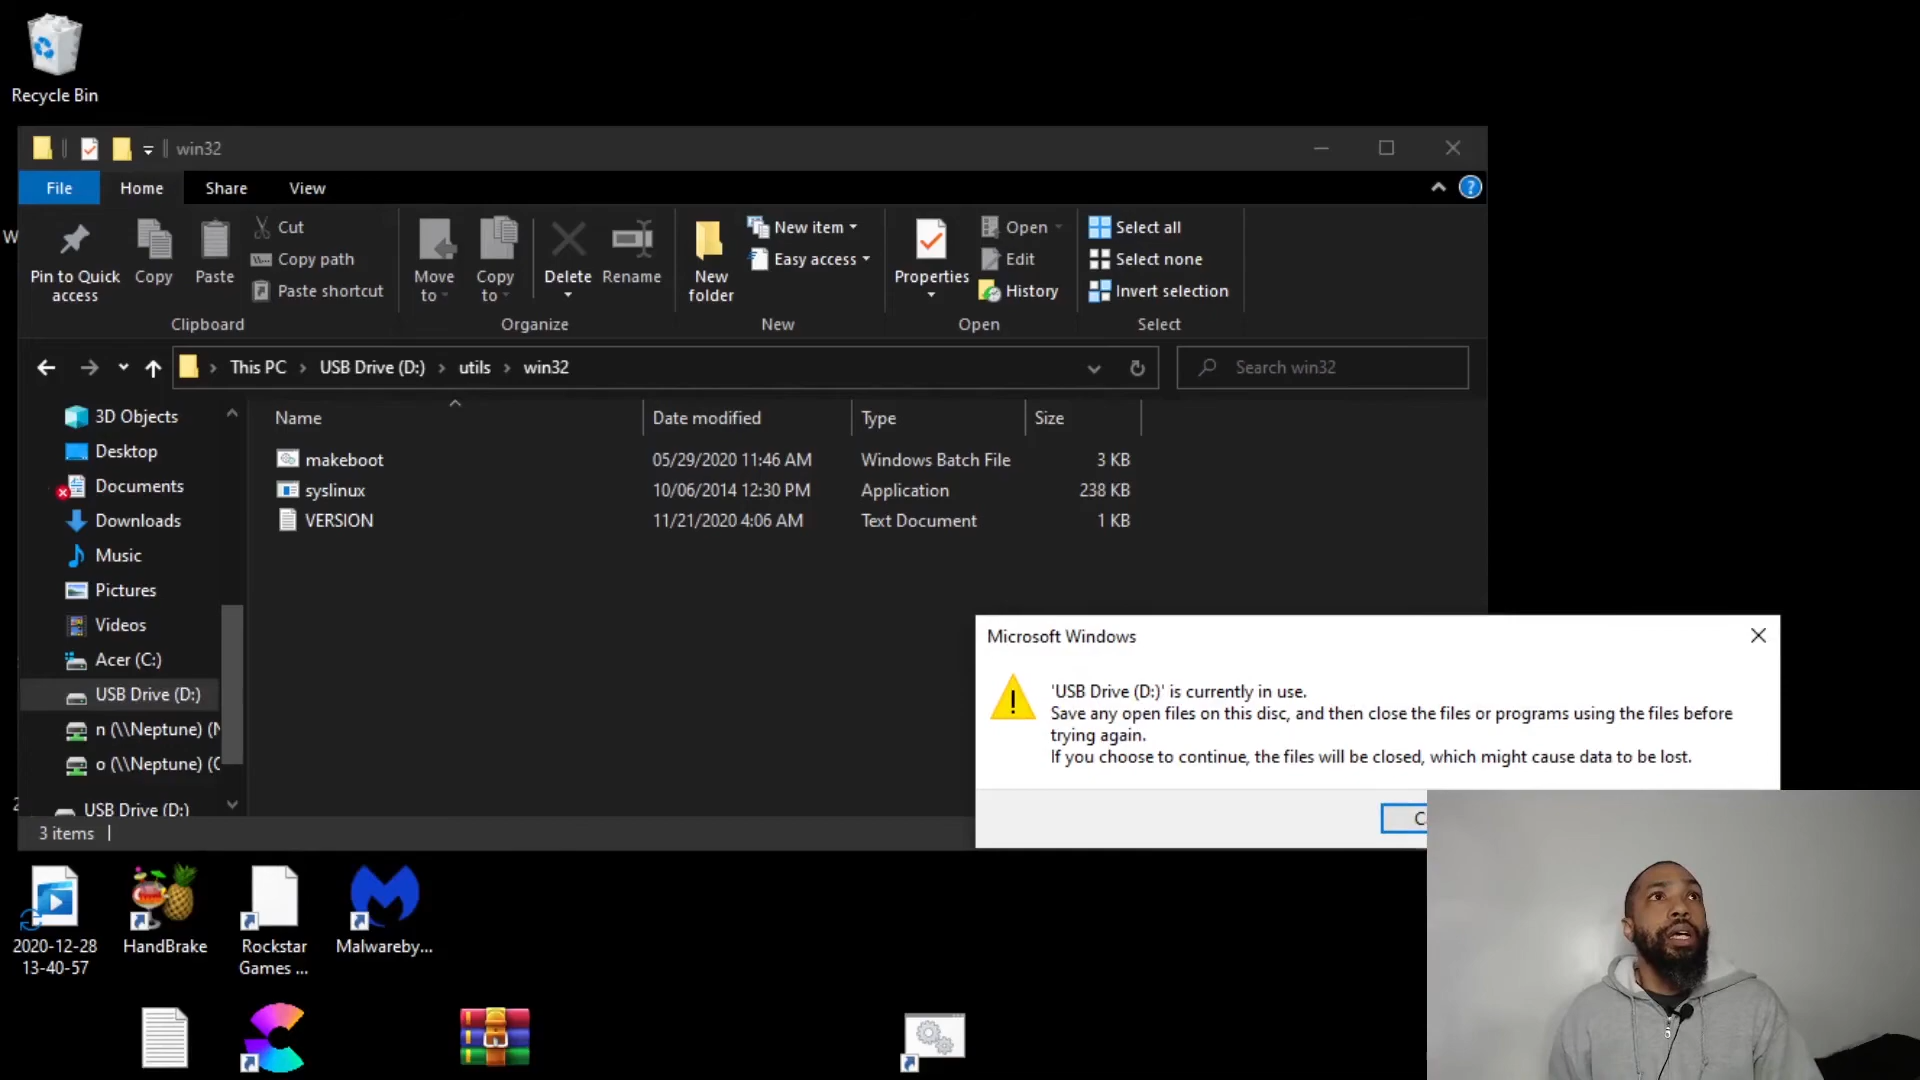 Recycle Bin
win32
File Home Share View
Pin to Quick access
Copy
Paste
Cut
Copy path
Paste shortcut
Clipboard
Move to
Copy to
Delete
Rename
Organize
New folder
New item
Easy access
New
Properties
Open
Edit
History
Open
Select all
Select none
Invert selection
Select
This PC > USB Drive (D:) > utils > win32
Search win32
3D Objects
Desktop
Documents
Downloads
Music
Pictures
Videos
Acer (C:)
USB Drive (D:)
n (\\Neptune) (N
o (\\Neptune) (O
USB Drive (D:)
Name Date modified Type Size
makeboot 05/29/2020 11:46 AM Windows Batch File 3 KB
syslinux 10/06/2014 12:30 PM Application 238 KB
VERSION 11/21/2020 4:06 AM Text Document 1 KB
3 items
Microsoft Windows
'USB Drive (D:)' is currently in use.
Save any open files on this disc, and then close the files or programs using the files before
trying again.
If you choose to continue, the files will be closed, which might cause data to be lost.
2020-12-28
13-40-57
HandBrake
Rockstar
Games ...
Malwareby...